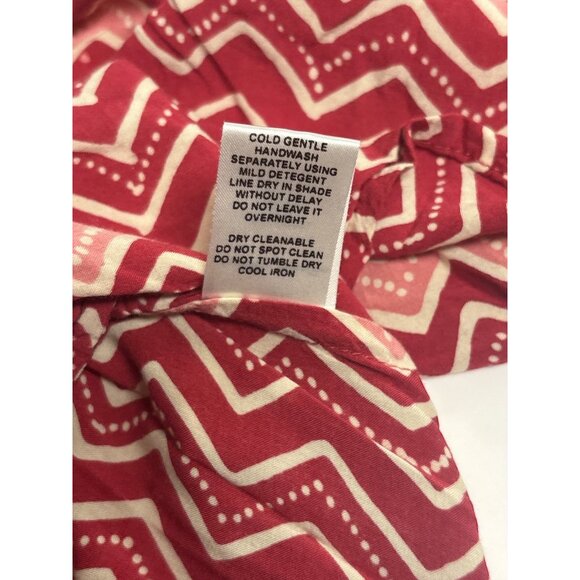 COLD GENTLE
HANDWASH
SEPARATELY USING
MILD DETEGENT
LINE DRY IN SHADE
WITHOUT DELAY
DO NOT LEAVE IT
OVERNIGHT
DRY CLEANABLE
DO NOT SPOT CLEAN
DO NOT TUMBLE DRY
COOL IRON